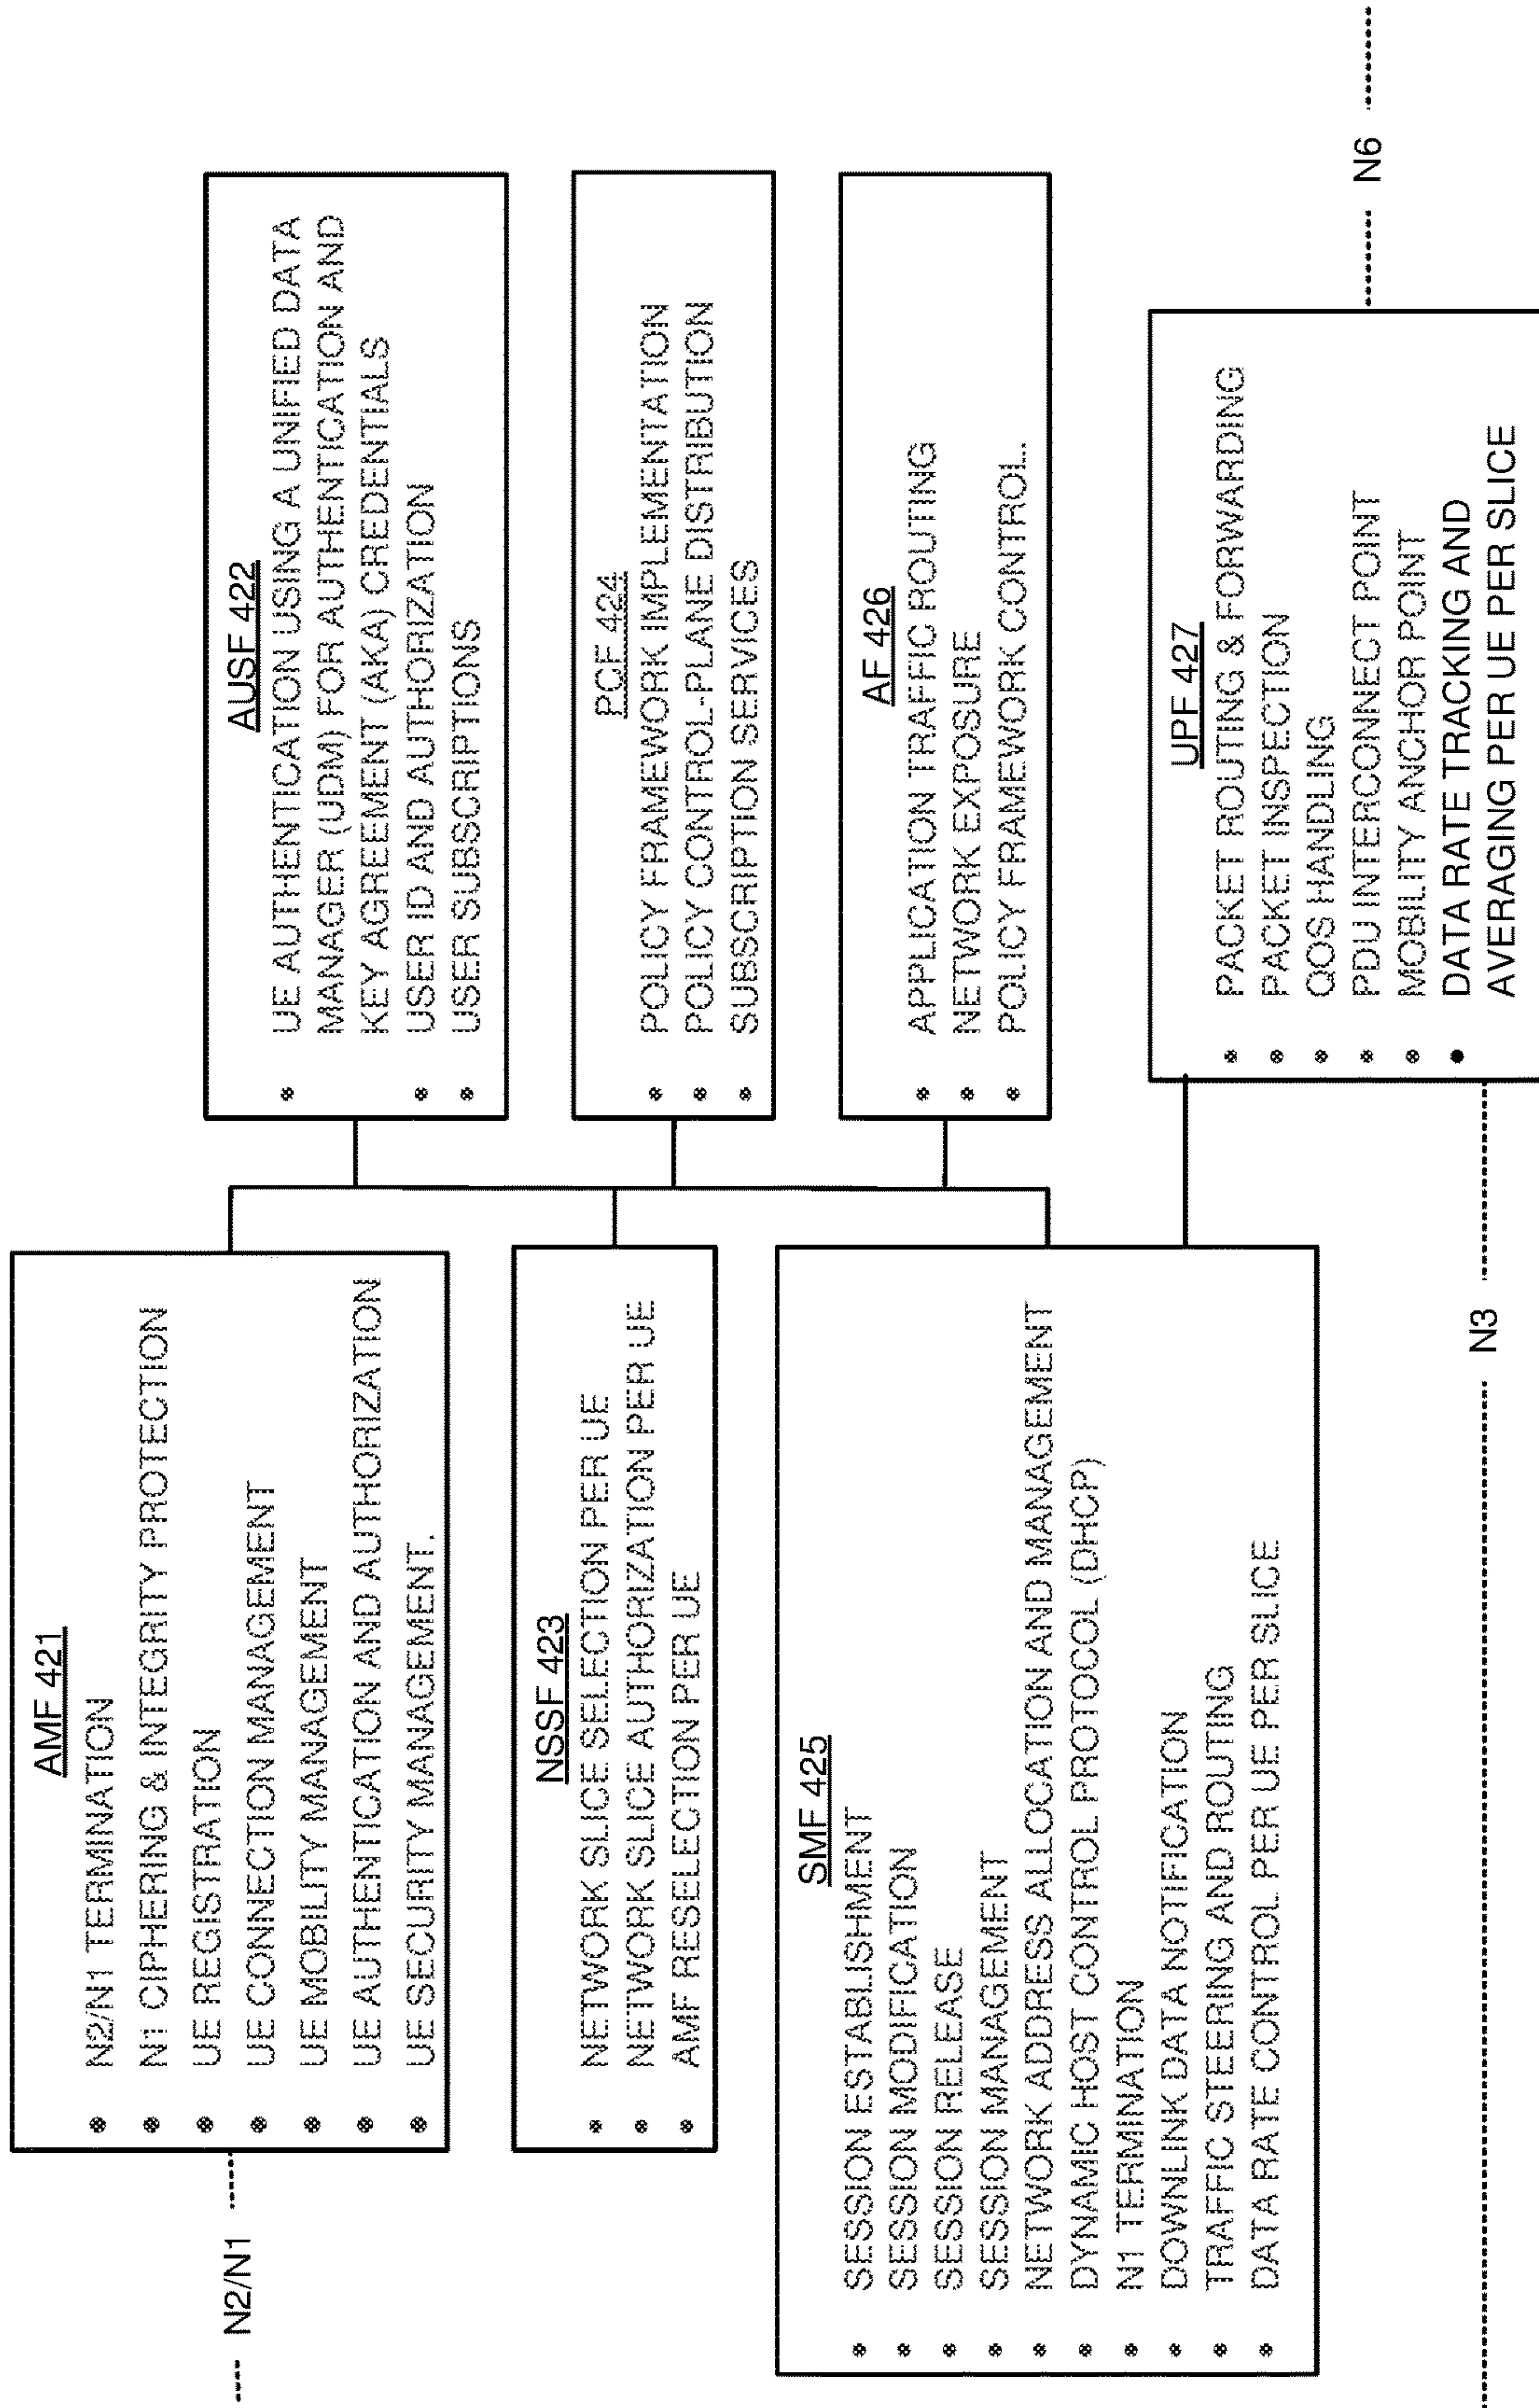 AMF 421
• N2/N1 TERMINATION
• N1 CIPHERING & INTEGRITY PROTECTION
• UE REGISTRATION
• UE CONNECTION MANAGEMENT
• UE MOBILITY MANAGEMENT
• UE AUTHENTICATION AND AUTHORIZATION
• UE SECURITY MANAGEMENT.
N2/N1
AUSF 422
• UE AUTHENTICATION USING A UNIFIED DATA
MANAGER (UDM) FOR AUTHENTICATION AND
KEY AGREEMENT (AKA) CREDENTIALS
• USER ID AND AUTHORIZATION
• USER SUBSCRIPTIONS
NSSF 423
• NETWORK SLICE SELECTION PER UE
• NETWORK SLICE AUTHORIZATION PER UE
• AMF RESELECTION PER UE
PCF 424
• POLICY FRAMEWORK IMPLEMENTATION
• POLICY CONTROL-PLANE DISTRIBUTION
• SUBSCRIPTION SERVICES
SMF 425
• SESSION ESTABLISHMENT
• SESSION MODIFICATION
• SESSION RELEASE
• SESSION MANAGEMENT
• NETWORK ADDRESS ALLOCATION AND MANAGEMENT
• DYNAMIC HOST CONTROL PROTOCOL (DHCP)
• N1 TERMINATION
• DOWNLINK DATA NOTIFICATION
• TRAFFIC STEERING AND ROUTING
• DATA RATE CONTROL PER UE PER SLICE
AF 426
• APPLICATION TRAFFIC ROUTING
• NETWORK EXPOSURE
• POLICY FRAMEWORK CONTROL.
UPF 427
• PACKET ROUTING & FORWARDING
• PACKET INSPECTION
• QOS HANDLING
• PDU INTERCONNECT POINT
• MOBILITY ANCHOR POINT
• DATA RATE TRACKING AND
AVERAGING PER UE PER SLICE
N3
N6